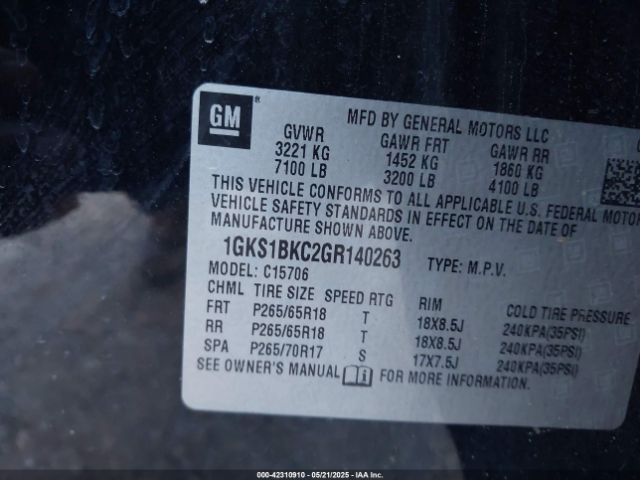 GM ®
MFD BY GENERAL MOTORS LLC
GVWR GAWR FRT GAWR RR
3221 KG 1452 KG 1860 KG
7100 LB 3200 LB 4100 LB
THIS VEHICLE CONFORMS TO ALL APPLICABLE U.S. FEDERAL MOTOR
VEHICLE SAFETY STANDARDS IN EFFECT ON THE DATE OF
MANUFACTURE SHOWN ABOVE.
1GKS1BKC2GR140263 TYPE: M.P.V.
MODEL: C15706
CHML TIRE SIZE SPEED RTG RIM COLD TIRE PRESSURE
FRT P265/65R18 T 18X8.5J 240KPA(35PSI)
RR P265/65R18 T 18X8.5J 240KPA(35PSI)
SPA P265/70R17 S 17X7.5J 240KPA(35PSI)
SEE OWNER'S MANUAL FOR MORE INFORMATION.
000-42310910 - 05/21/2025 - IAA Inc.